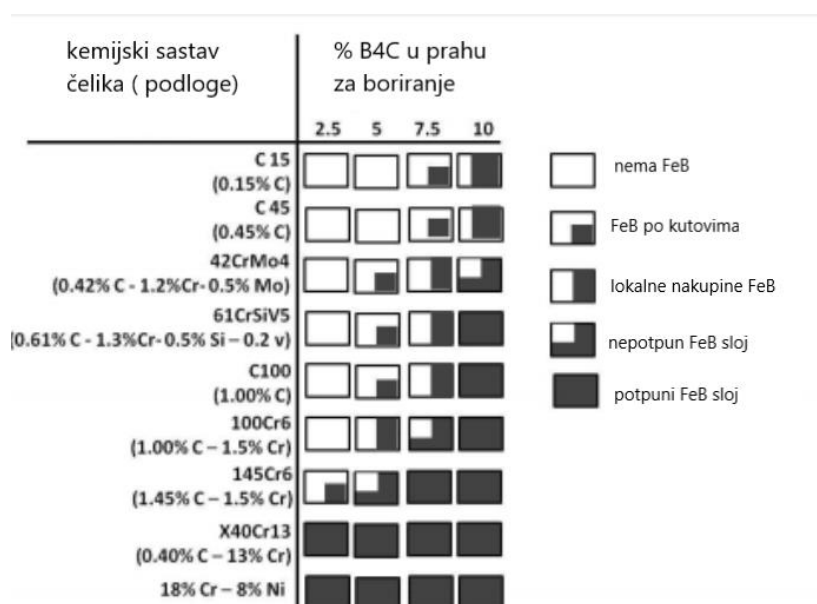 kemijski sastav
čelika ( podloge)
% B4C u prahu
za boriranje
2.5 5 7.5 10
C 15
(0.15% C)
C 45
(0.45% C)
42CrMo4
(0.42% C - 1.2%Cr- 0.5% Mo)
61CrSiV5
(0.61% C - 1.3%Cr- 0.5% Si – 0.2 v)
C100
(1.00% C)
100Cr6
(1.00% C – 1.5% Cr)
145Cr6
(1.45% C – 1.5% Cr)
X40Cr13
(0.40% C – 13% Cr)
18% Cr – 8% Ni
nema FeB
FeB po kutovima
lokalne nakupine FeB
nepotpun FeB sloj
potpuni FeB sloj